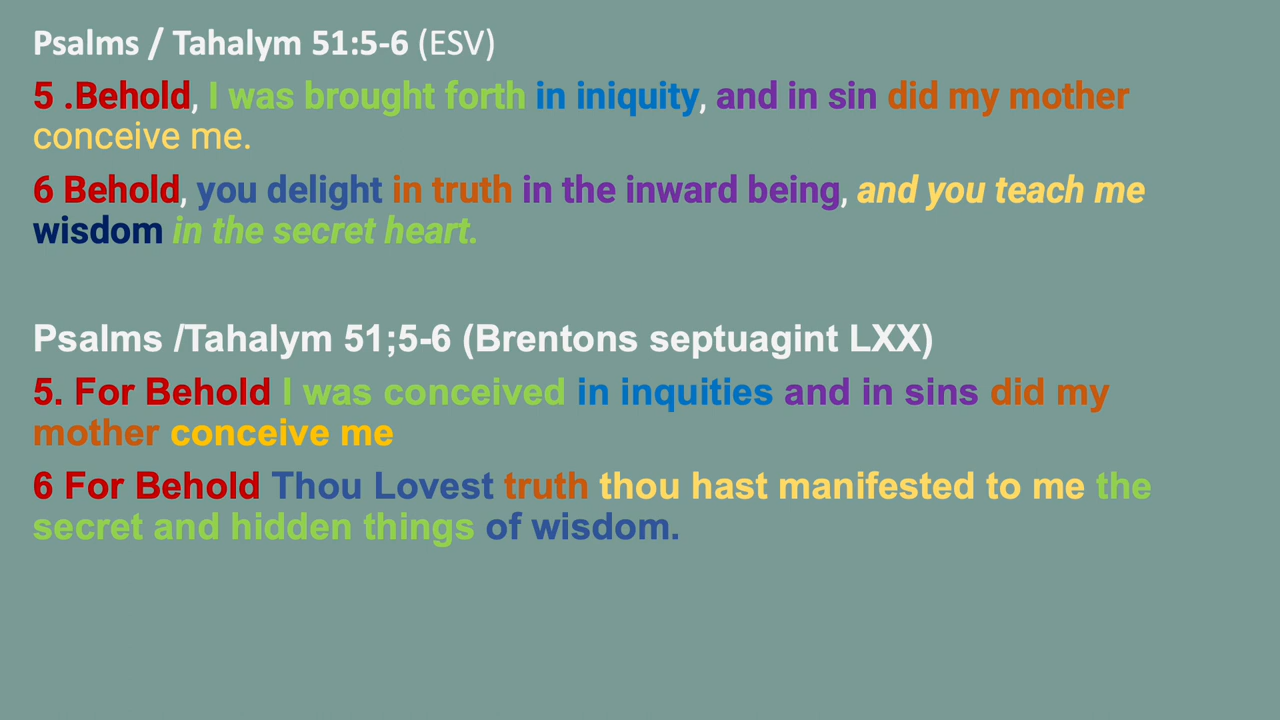 Psalms / Tahalym 51:5-6 (ESV)
5 .Behold, I was brought forth in iniquity, and in sin did my mother
conceive me.
6 Behold, you delight in truth in the inward being, and you teach me
wisdom in the secret heart.
Psalms /Tahalym 51;5-6 (Brentons septuagint LXX)
5. For Behold I was conceived in inquities and in sins did my
mother conceive me
6 For Behold Thou Lovest truth thou hast manifested to me the
secret and hidden things of wisdom.